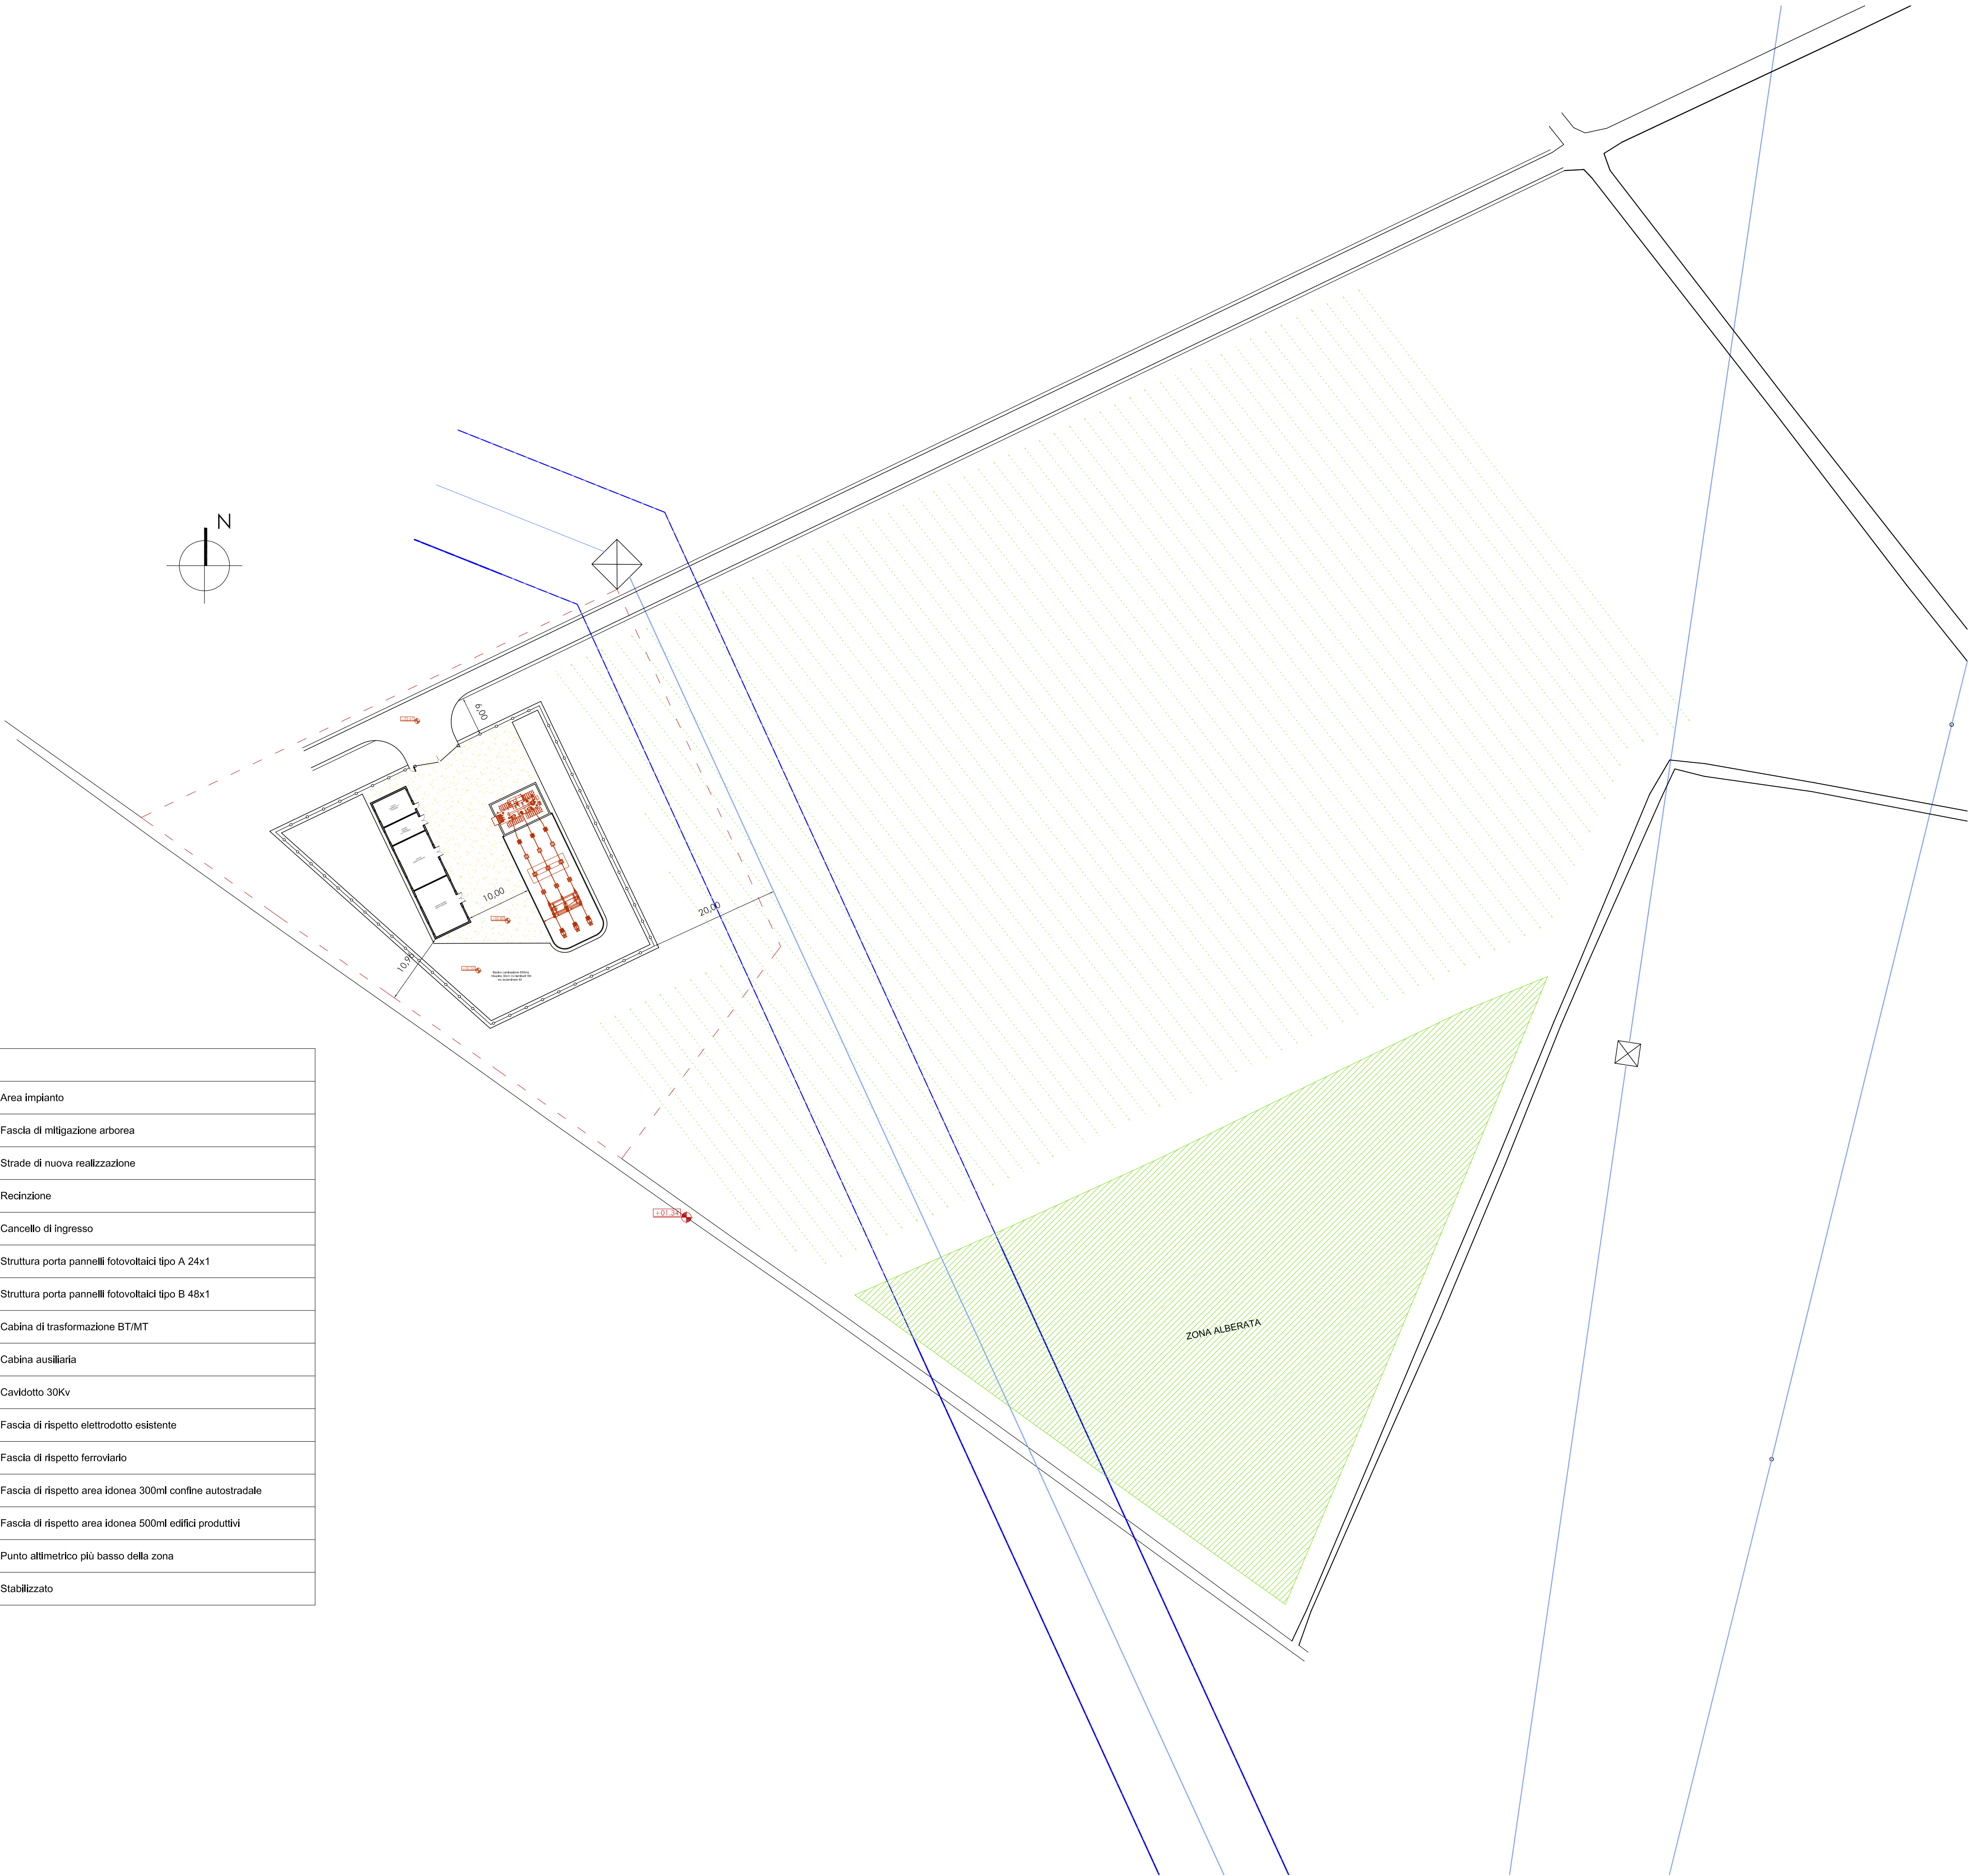 N
6,00
10,00
20,00
10,96
+01.34
ZONA ALBERATA
Area impianto
Fascia di mitigazione arborea
Strade di nuova realizzazione
Recinzione
Cancello di ingresso
Struttura porta pannelli fotovoltaici tipo A 24x1
Struttura porta pannelli fotovoltaici tipo B 48x1
Cabina di trasformazione BT/MT
Cabina ausiliaria
Cavidotto 30Kv
Fascia di rispetto elettrodotto esistente
Fascia di rispetto ferroviario
Fascia di rispetto area idonea 300ml confine autostradale
Fascia di rispetto area idonea 500ml edifici produttivi
Punto altimetrico più basso della zona
Stabilizzato